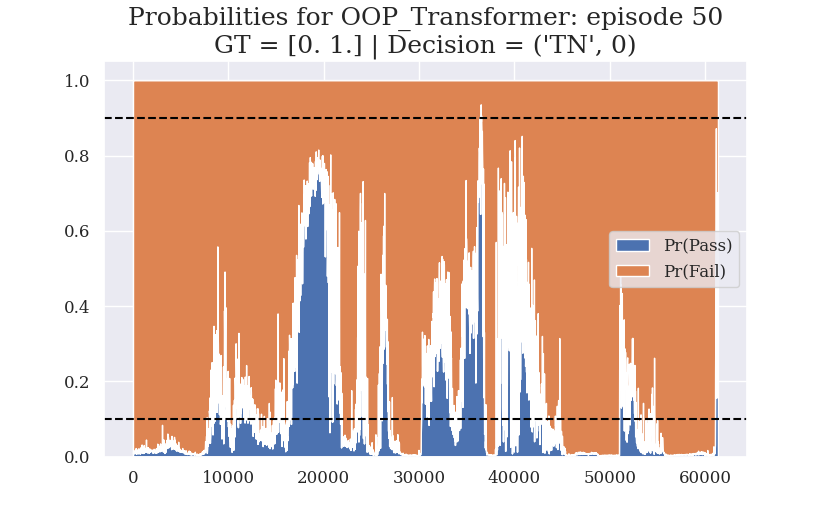 Probabilities for OOP_Transformer: episode 50
GT = [0. 1.] | Decision = ('TN', 0)
1.0
0.8
0.6
0.4
0.2
0.0
Pr(Pass)
Pr(Fail)
0 10000 20000 30000 40000 50000 60000